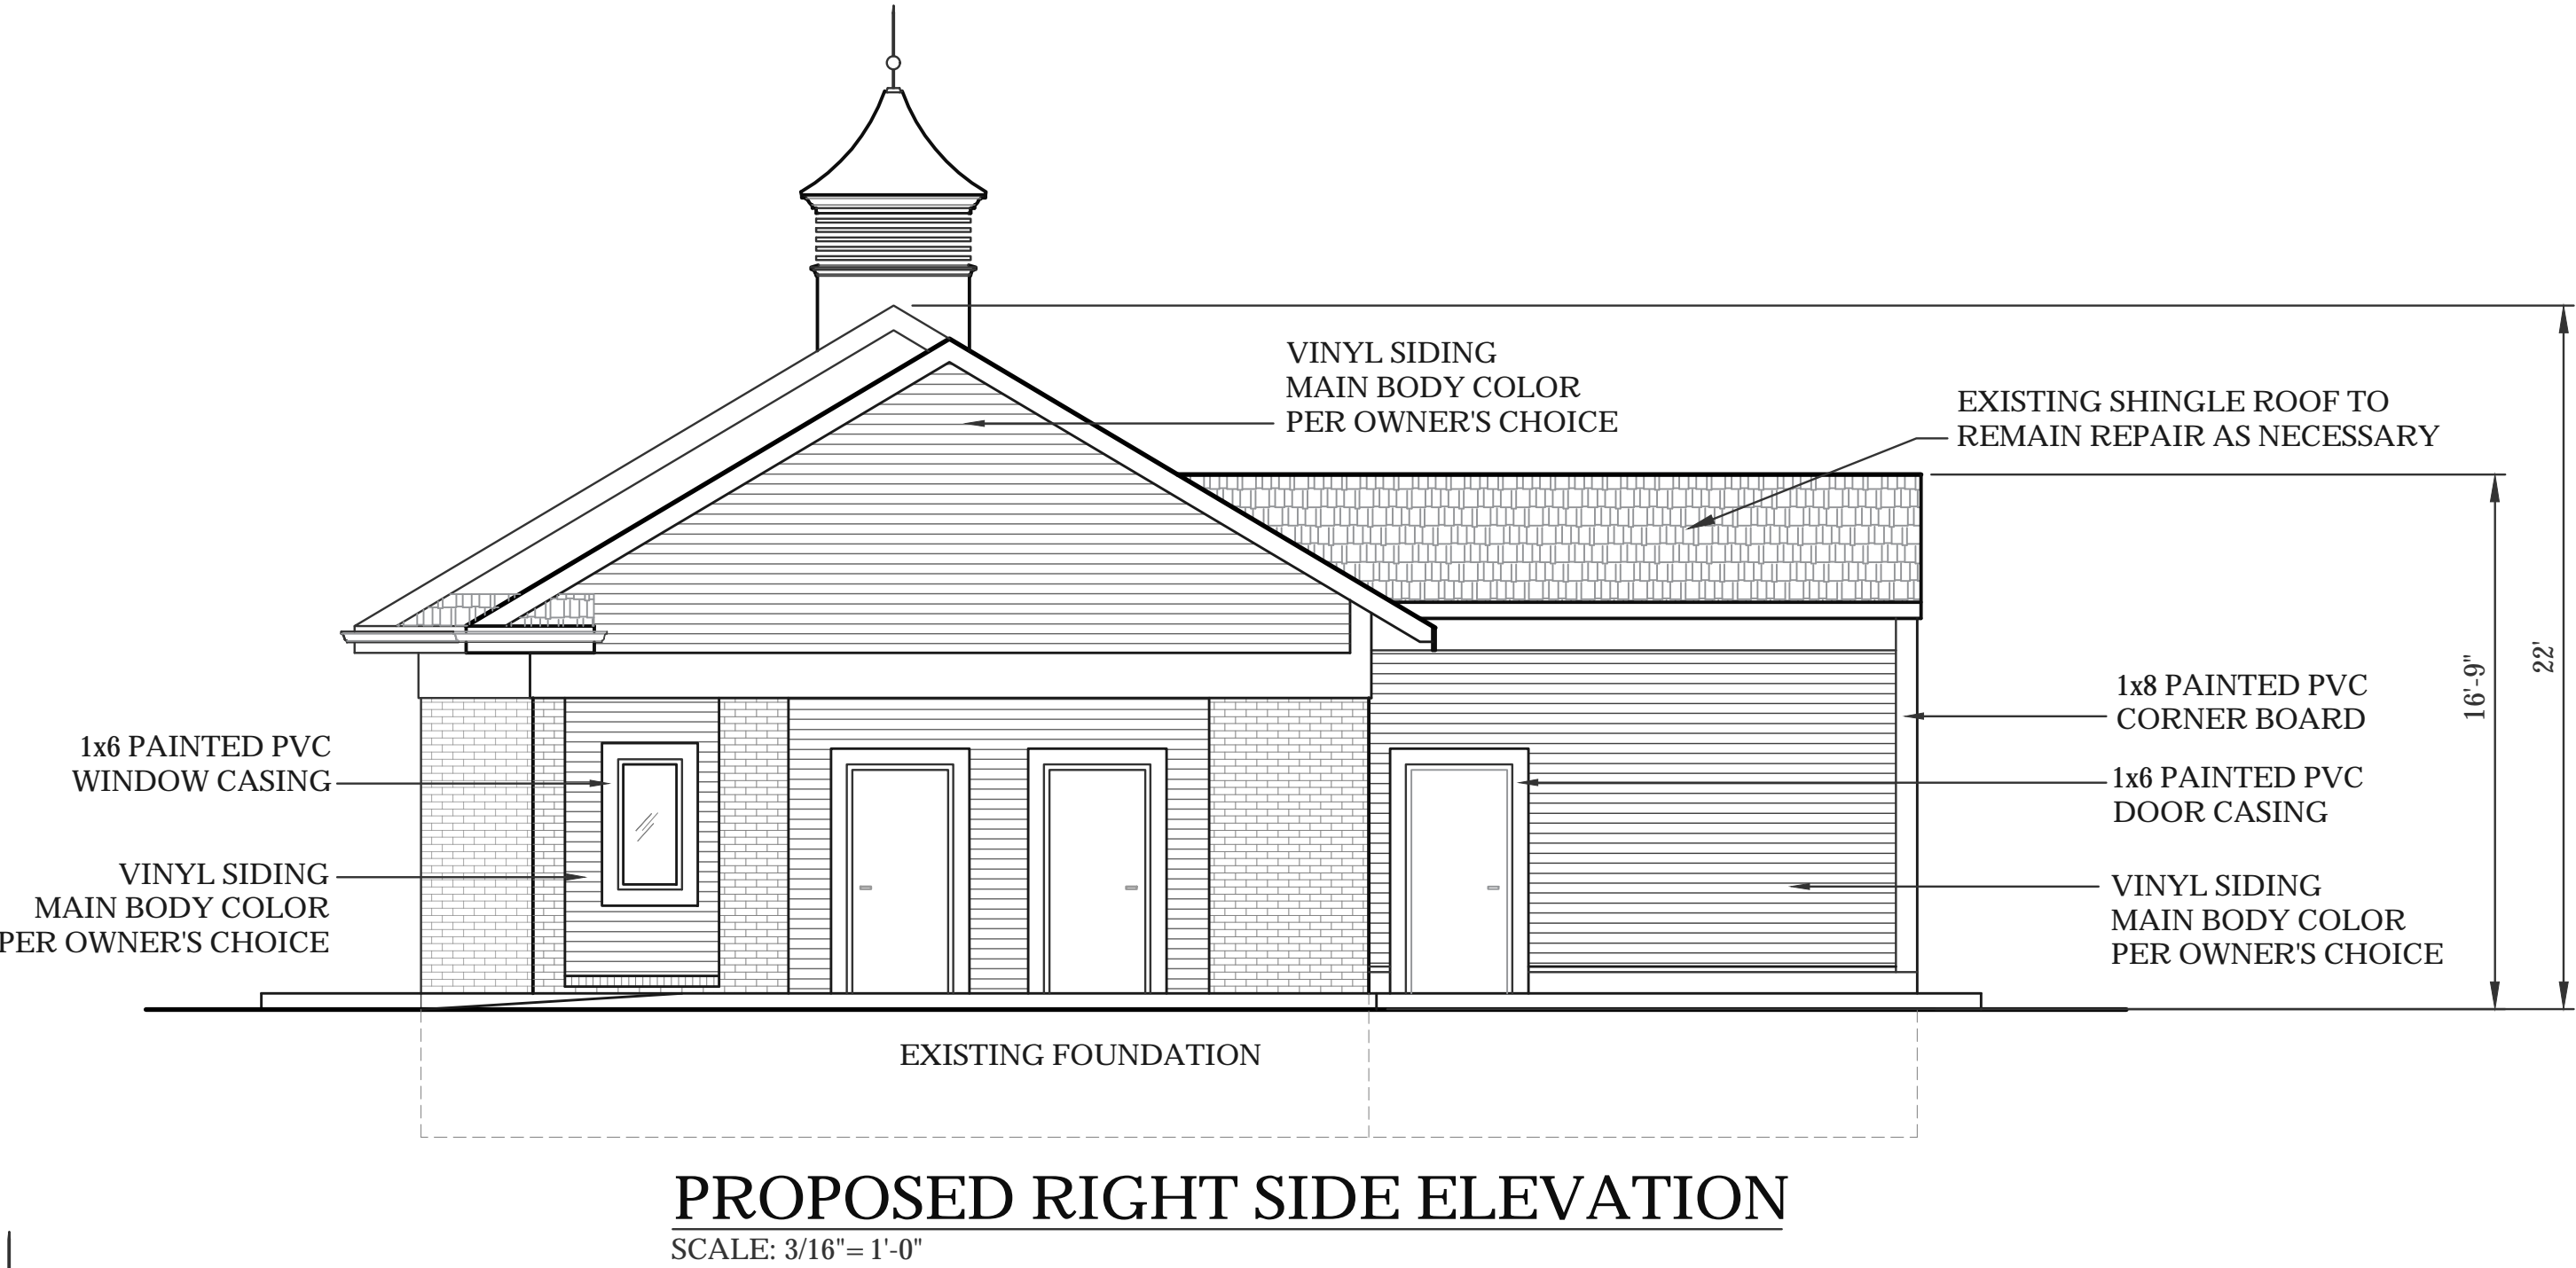 VINYL SIDING
MAIN BODY COLOR
PER OWNER'S CHOICE
EXISTING SHINGLE ROOF TO
REMAIN REPAIR AS NECESSARY
1x6 PAINTED PVC
WINDOW CASING
VINYL SIDING
MAIN BODY COLOR
PER OWNER'S CHOICE
1x8 PAINTED PVC
CORNER BOARD
1x6 PAINTED PVC
DOOR CASING
VINYL SIDING
MAIN BODY COLOR
PER OWNER'S CHOICE
16'-9"
22'
EXISTING FOUNDATION
PROPOSED RIGHT SIDE ELEVATION
SCALE: 3/16"= 1'-0"